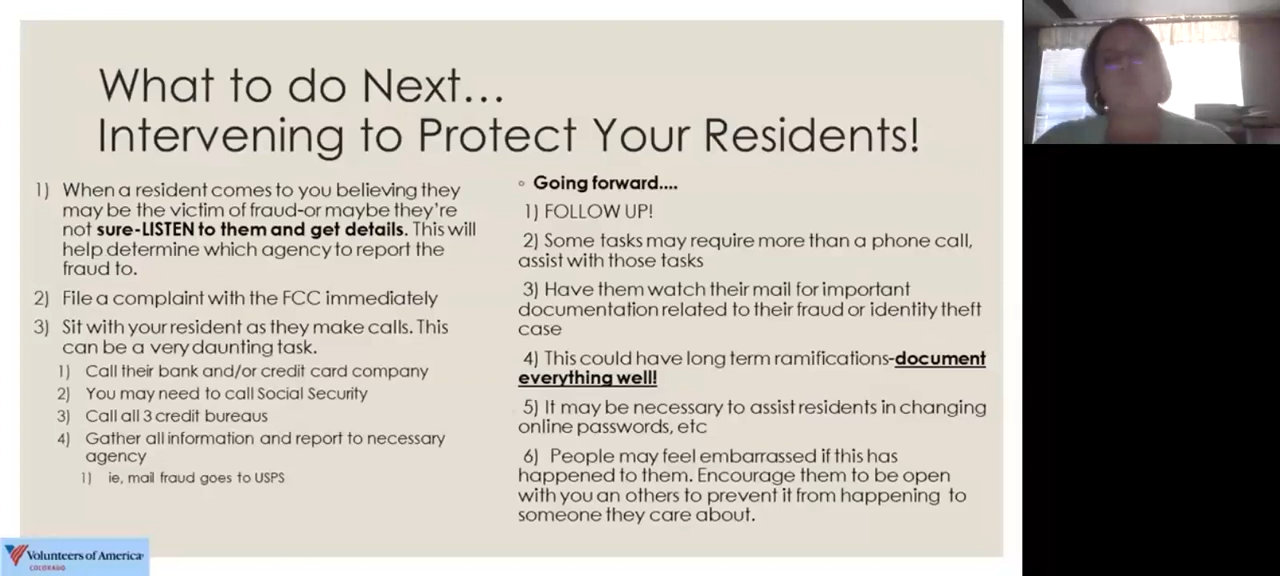 What to do Next...
Intervening to Protect Your Residents!
1) When a resident comes to you believing they
may be the victim of fraud-or maybe they're
not sure-LISTEN to them and get details. This will
help determine which agency to report the
fraud to.
2) File a complaint with the FCC immediately
3) Sit with your resident as they make calls. This
can be a very daunting task.
1) Call their bank and/or credit card company
2) You may need to call Social Security
3) Call all 3 credit bureaus
4) Gather all information and report to necessary
agency
1) ie, mail fraud goes to USPS
Going forward....
1) FOLLOW UP!
2) Some tasks may require more than a phone call,
assist with those tasks
3) Have them watch their mail for important
documentation related to their fraud or identity theft
case
4) This could have long term ramifications-document
everything well!
5) It may be necessary to assist residents in changing
online passwords, etc
6) People may feel embarrassed if this has
happened to them. Encourage them to be open
with you an others to prevent it from happening to
someone they care about.
Volunteers of America
COLORADO